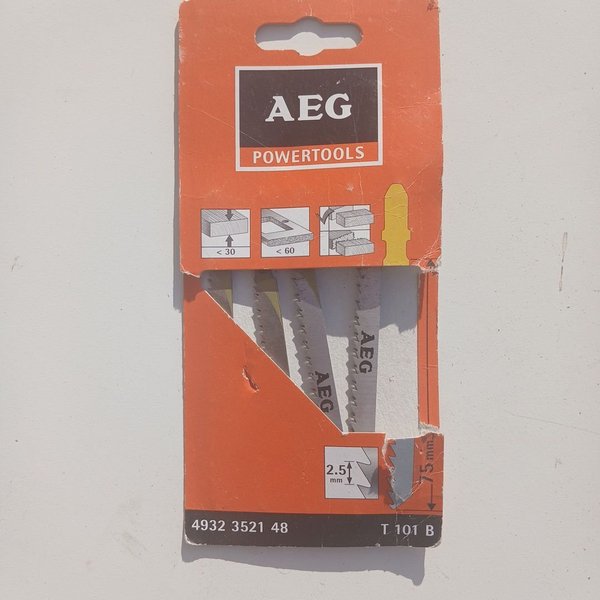 AEG
POWERTOOLS
< 30
< 60
AEG
AEG
2.5
mm
75 mm
4932 3521 48
T 101 B